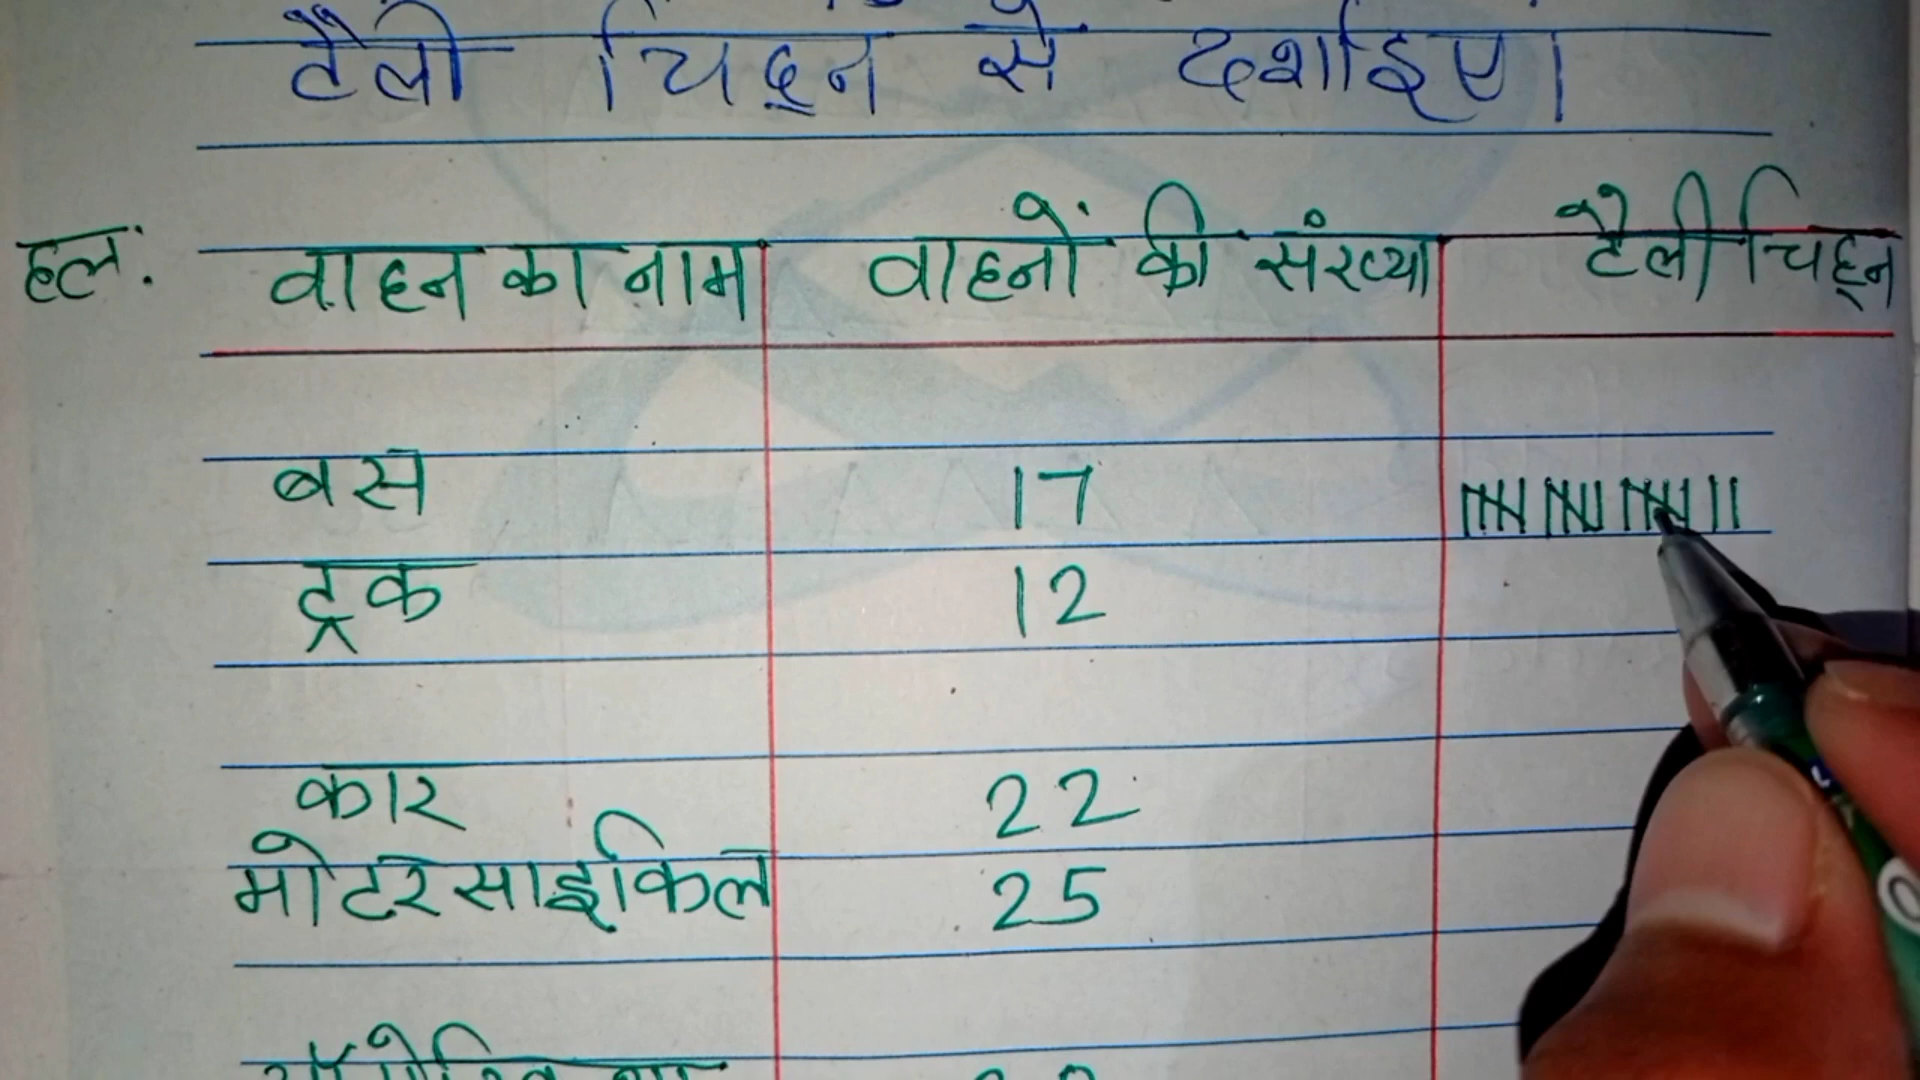 टैली चिह्न से दर्शाइए।
हल: वाहन का नाम वाहनों की संख्या टैली चिह्न
बस 17
ट्रक 12
कार 22
मोटरसाइकिल 25